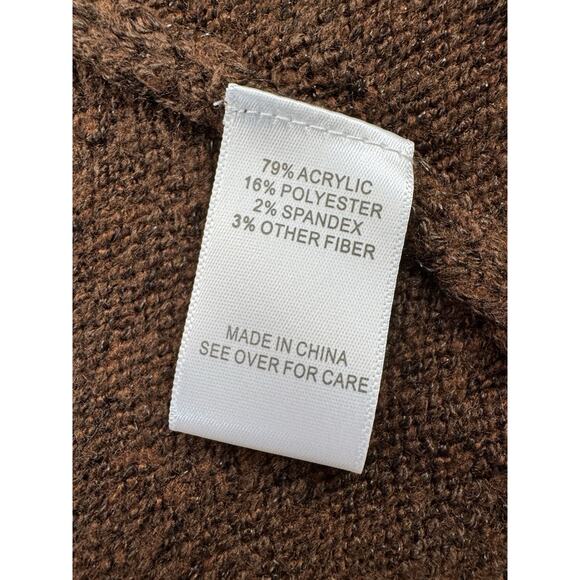 79% ACRYLIC
16% POLYESTER
2% SPANDEX
3% OTHER FIBER
MADE IN CHINA
SEE OVER FOR CARE